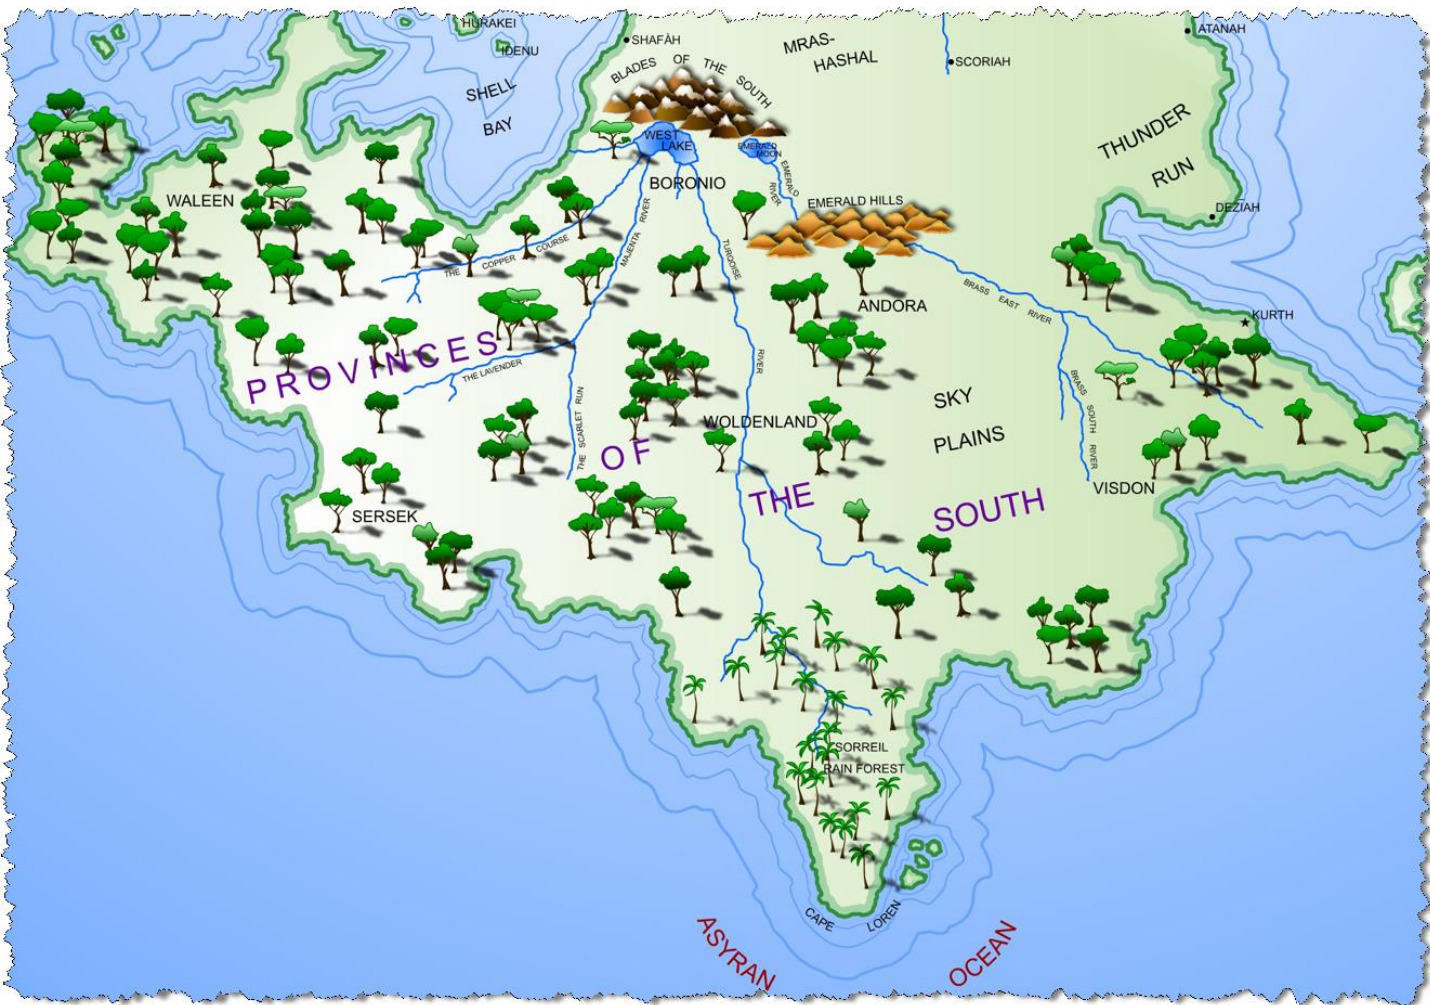 HURAKEI
IDENU
SHELL
BAY
SHAFÀH
BLADES OF THE SOUTH
MRAS-
HASHAL
SCORIAH
ATANAH
THUNDER
RUN
DEZĪAH
WEST
LAKE
EMERALD
MOON
EMERALD
RIVER
BORONIO
WALEEN
EMERALD HILLS
THE COPPER COURSE
MAJENTA RIVER
TURQOISE
RIVER
ANDORA
BRASS EAST RIVER
KURTH
PROVINCES
THE LAVENDER
THE SCARLET RUN
BRASS SOUTH RIVER
SKY
PLAINS
WOLDENLAND
OF
THE
SOUTH
VISDON
SERSEK
SORREIL
RAIN FOREST
CAPE LOREN
ASYRAN
OCEAN